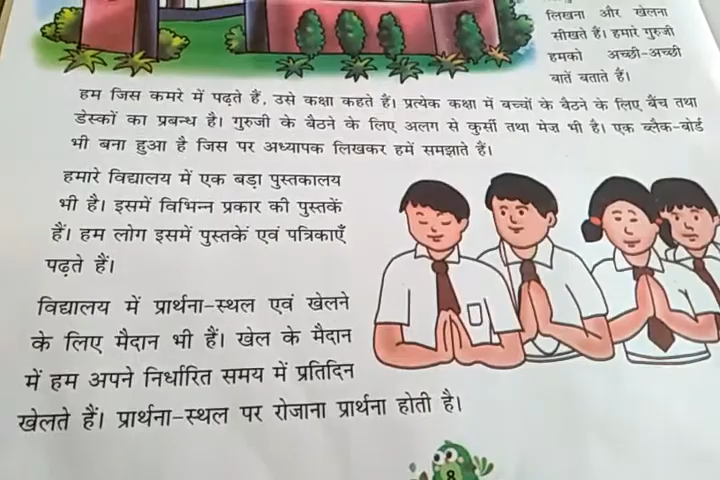 लिखना और खेलना
सीखते हैं। हमारे गुरुजी
हमको अच्छी-अच्छी
बातें बताते हैं।
हम जिस कमरे में पढ़ते हैं, उसे कक्षा कहते हैं। प्रत्येक कक्षा में बच्चों के बैठने के लिए बैंच तथा
डेस्कों का प्रबन्ध है। गुरुजी के बैठने के लिए अलग से कुर्सी तथा मेज़ भी है। एक ब्लैक-बोर्ड
भी बना हुआ है जिस पर अध्यापक लिखकर हमें समझाते हैं।
हमारे विद्यालय में एक बड़ा पुस्तकालय
भी है। इसमें विभिन्न प्रकार की पुस्तकें
हैं। हम लोग इसमें पुस्तकें एवं पत्रिकाएँ
पढ़ते हैं।
विद्यालय में प्रार्थना-स्थल एवं खेलने
के लिए मैदान भी हैं। खेल के मैदान
में हम अपने निर्धारित समय में प्रतिदिन
खेलते हैं। प्रार्थना-स्थल पर रोजाना प्रार्थना होती है।
8